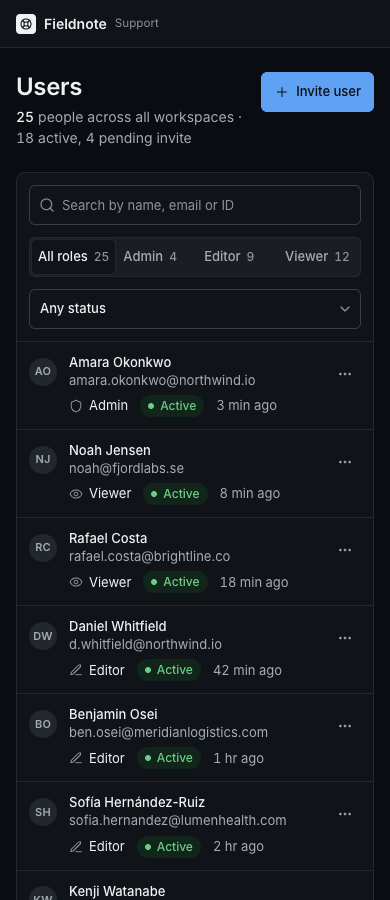 Fieldnote Support
Users
Invite user
25 people across all workspaces ·
18 active, 4 pending invite
Search by name, email or ID
All roles 25 Admin 4 Editor 9 Viewer 12
Any status
AO
Amara Okonkwo
amara.okonkwo@northwind.io
Admin Active 3 min ago
NJ
Noah Jensen
noah@fjordlabs.se
Viewer Active 8 min ago
RC
Rafael Costa
rafael.costa@brightline.co
Viewer Active 18 min ago
DW
Daniel Whitfield
d.whitfield@northwind.io
Editor Active 42 min ago
BO
Benjamin Osei
ben.osei@meridianlogistics.com
Editor Active 1 hr ago
SH
Sofía Hernández-Ruiz
sofia.hernandez@lumenhealth.com
Editor Active 2 hr ago
KW
Kenji Watanabe